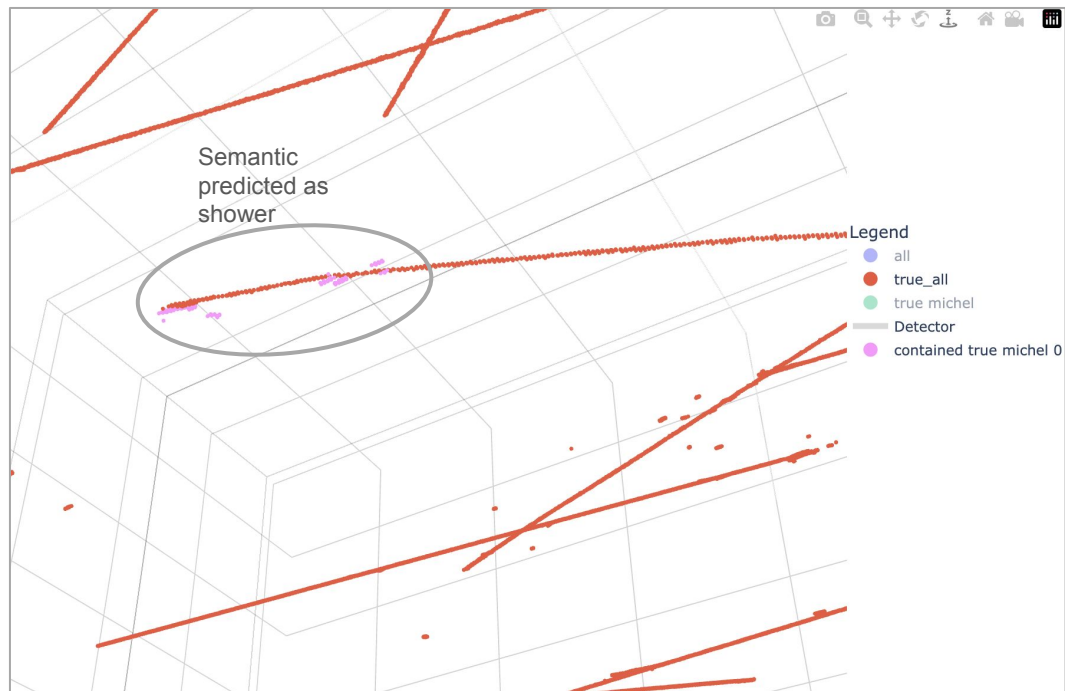 z
Semantic
predicted as
shower
Legend
all
true_all
true michel
Detector
contained true michel 0